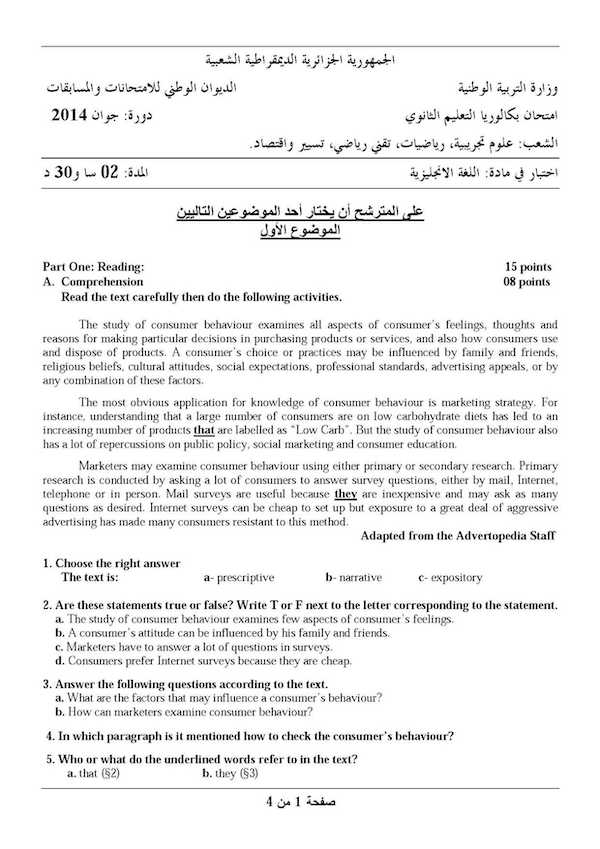 الجمهورية الجزائرية الديمقراطية الشعبية
وزارة التربية الوطنية الديوان الوطني للامتحانات والمسابقات
امتحان بكالوريا التعليم الثانوي دورة: جوان 2014
الشعب: علوم تجريبية، رياضيات، تقني رياضي، تسيير واقتصاد.
اختبار في مادة: اللغة الانجليزية المدة: 02 سا و30 د
على المترشح أن يختار أحد الموضوعين التاليين
الموضوع الأول
Part One: Reading: 15 points
A. Comprehension 08 points
Read the text carefully then do the following activities.
The study of consumer behaviour examines all aspects of consumer's feelings, thoughts and
reasons for making particular decisions in purchasing products or services, and also how consumers use
and dispose of products. A consumer's choice or practices may be influenced by family and friends,
religious beliefs, cultural attitudes, social expectations, professional standards, advertising appeals, or by
any combination of these factors.
The most obvious application for knowledge of consumer behaviour is marketing strategy. For
instance, understanding that a large number of consumers are on low carbohydrate diets has led to an
increasing number of products that are labelled as "Low Carb". But the study of consumer behaviour also
has a lot of repercussions on public policy, social marketing and consumer education.
Marketers may examine consumer behaviour using either primary or secondary research. Primary
research is conducted by asking a lot of consumers to answer survey questions, either by mail, Internet,
telephone or in person. Mail surveys are useful because they are inexpensive and may ask as many
questions as desired. Internet surveys can be cheap to set up but exposure to a great deal of aggressive
advertising has made many consumers resistant to this method.
Adapted from the Advertopedia Staff
1. Choose the right answer
The text is: a- prescriptive b- narrative c- expository
2. Are these statements true or false? Write T or F next to the letter corresponding to the statement.
a. The study of consumer behaviour examines few aspects of consumer's feelings.
b. A consumer's attitude can be influenced by his family and friends.
c. Marketers have to answer a lot of questions in surveys.
d. Consumers prefer Internet surveys because they are cheap.
3. Answer the following questions according to the text.
a. What are the factors that may influence a consumer's behaviour?
b. How can marketers examine consumer behaviour?
4. In which paragraph is it mentioned how to check the consumer's behaviour?
5. Who or what do the underlined words refer to in the text?
a. that (§2) b. they (§3)
صفحة 1 من 4